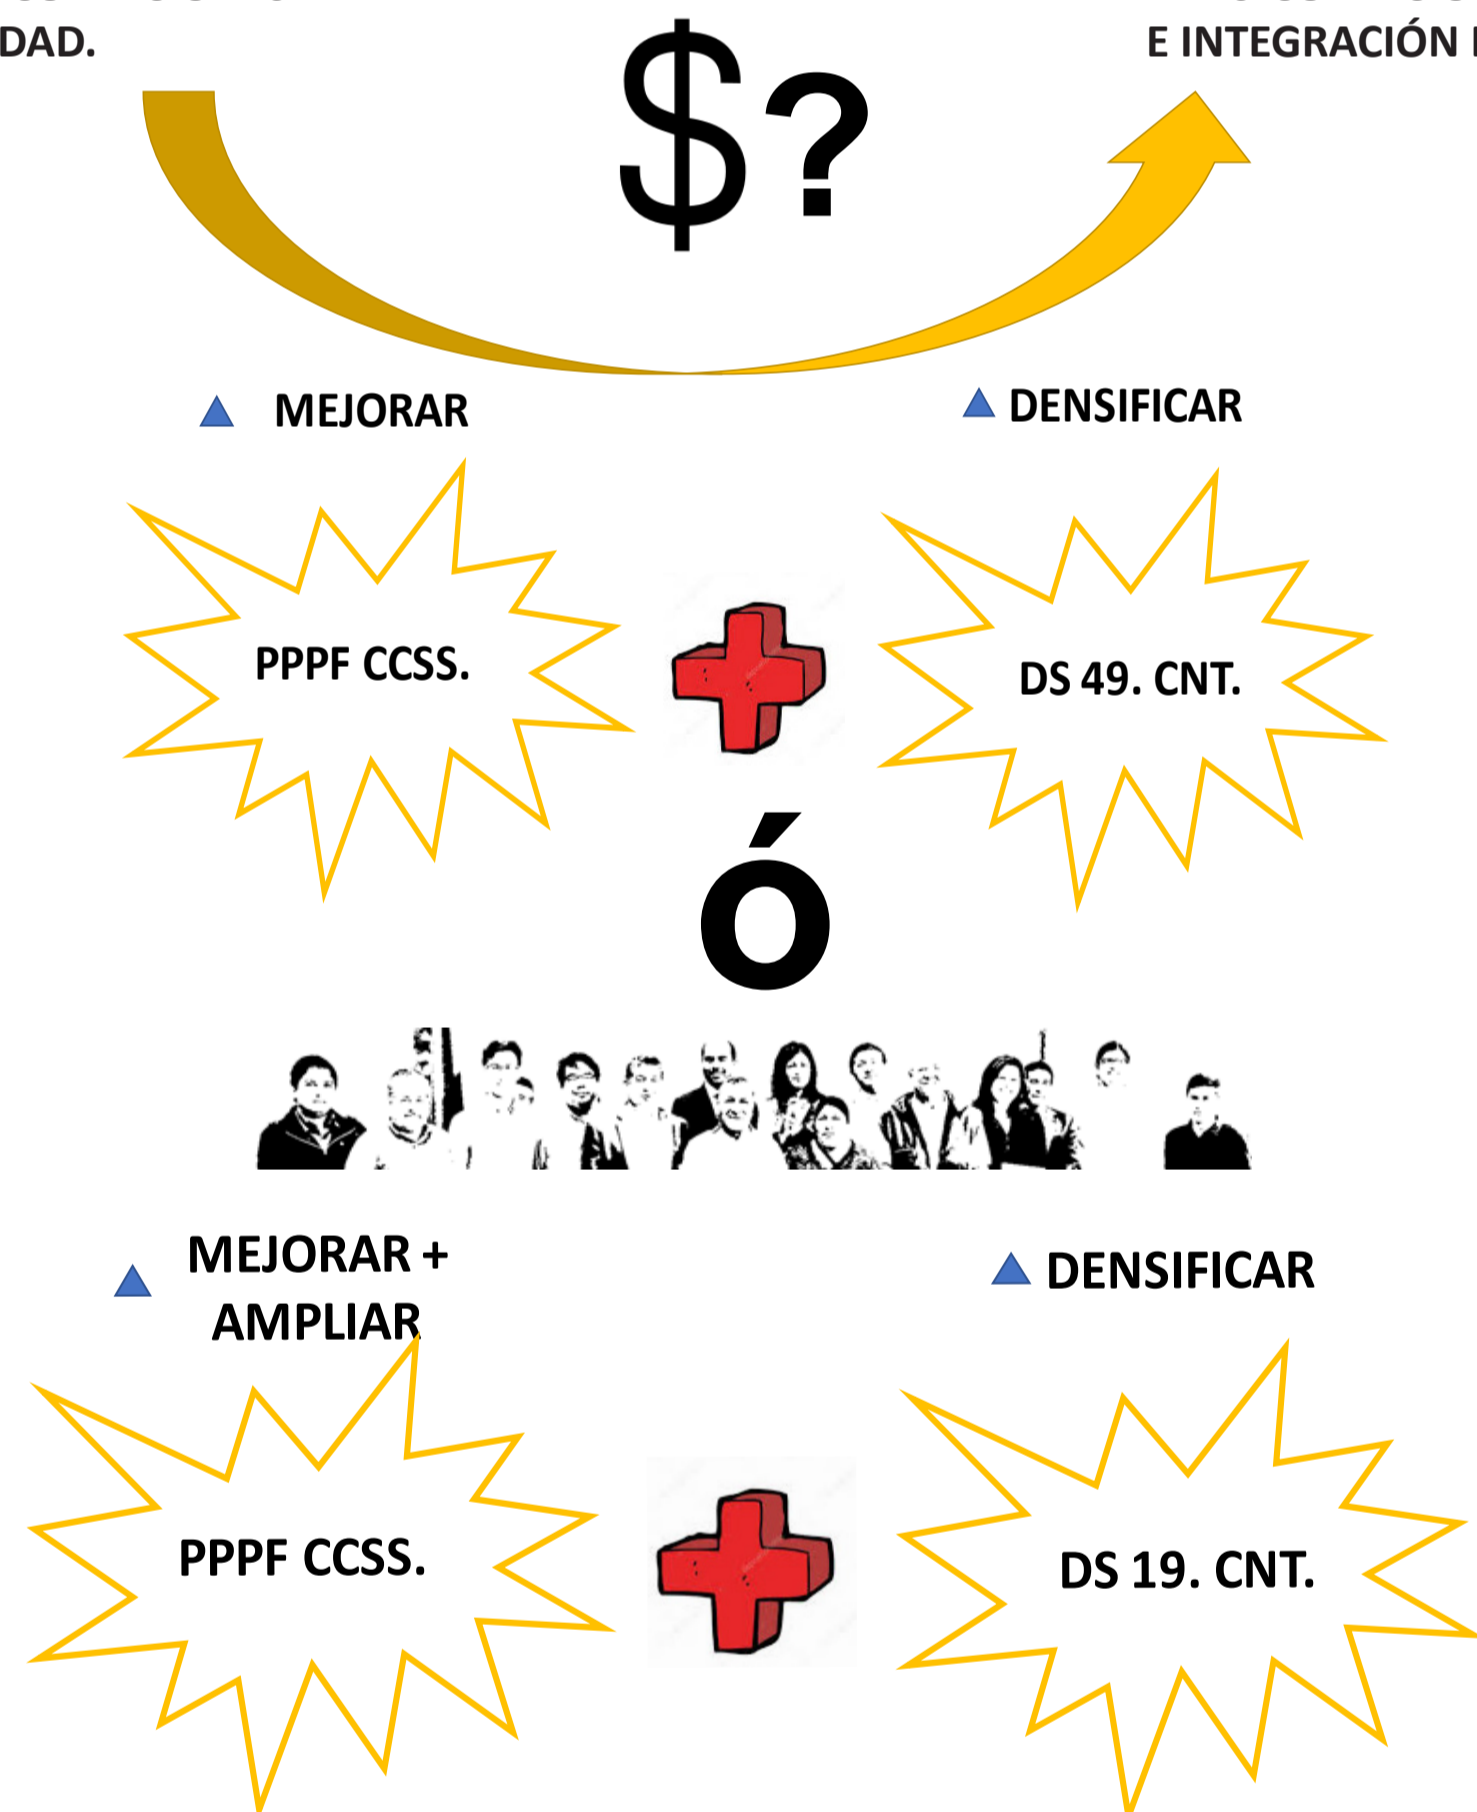 DAD.
E INTEGRACIÓN
$?
MEJORAR
DENSIFICAR
PPPF CCSS.
DS 49. CNT.
Ó
MEJORAR +
AMPLIAR
DENSIFICAR
PPPF CCSS.
DS 19. CNT.